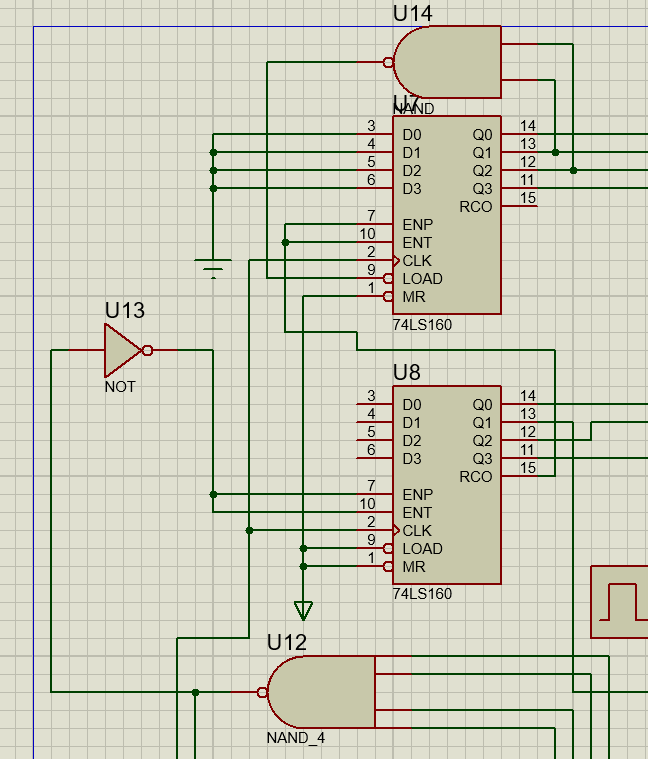 U14
U7
NAND
3 D0 Q0 14
4 D1 Q1 13
5 D2 Q2 12
6 D3 Q3 11
RCO 15
7 ENP
10 ENT
2 CLK
9 LOAD
1 MR
74LS160
U13
NOT
U8
3 D0 Q0 14
4 D1 Q1 13
5 D2 Q2 12
6 D3 Q3 11
RCO 15
7 ENP
10 ENT
2 CLK
9 LOAD
1 MR
74LS160
U12
NAND_4